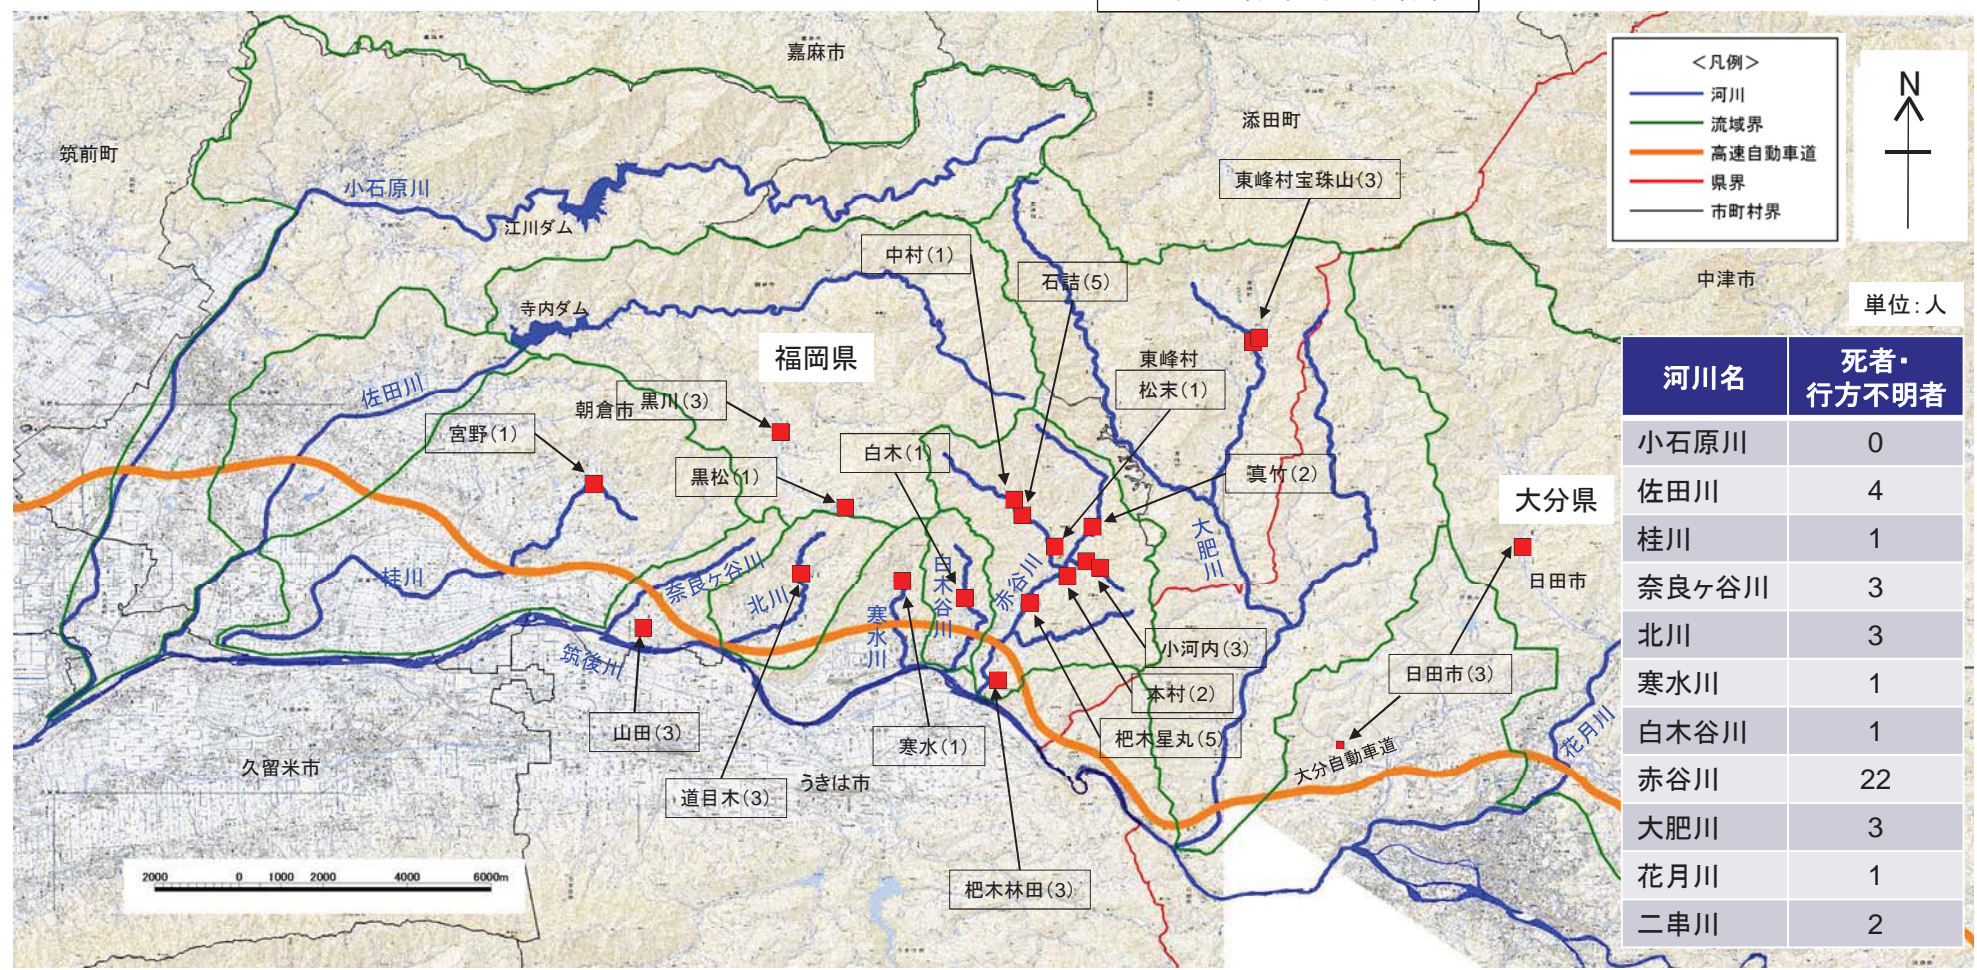 嘉麻市
＜凡例＞
河川
流域界
高速自動車道
県界
市町村界
N
添田町
筑前町
小石原川
東峰村宝珠山(3)
江川ダム
中村(1)
石詰(5)
中津市
単位：人
寺内ダム
福岡県
東峰村
松末(1)
佐田川
朝倉市
黒川(3)
宮野(1)
白木(1)
黒松(1)
真竹(2)
大分県
大肥川
桂川
奈良ヶ谷川
北川
寒水川
白木谷川
赤谷川
日田市
筑後川
小河内(3)
日田市(3)
本村(2)
山田(3)
寒水(1)
杷木星丸(5)
花月川
大分自動車道
久留米市
道目木(3)
うきは市
杷木林田(3)
2000 0 1000 2000 4000 6000m
河川名 死者・行方不明者
小石原川 0
佐田川 4
桂川 1
奈良ヶ谷川 3
北川 3
寒水川 1
白木谷川 1
赤谷川 22
大肥川 3
花月川 1
二串川 2